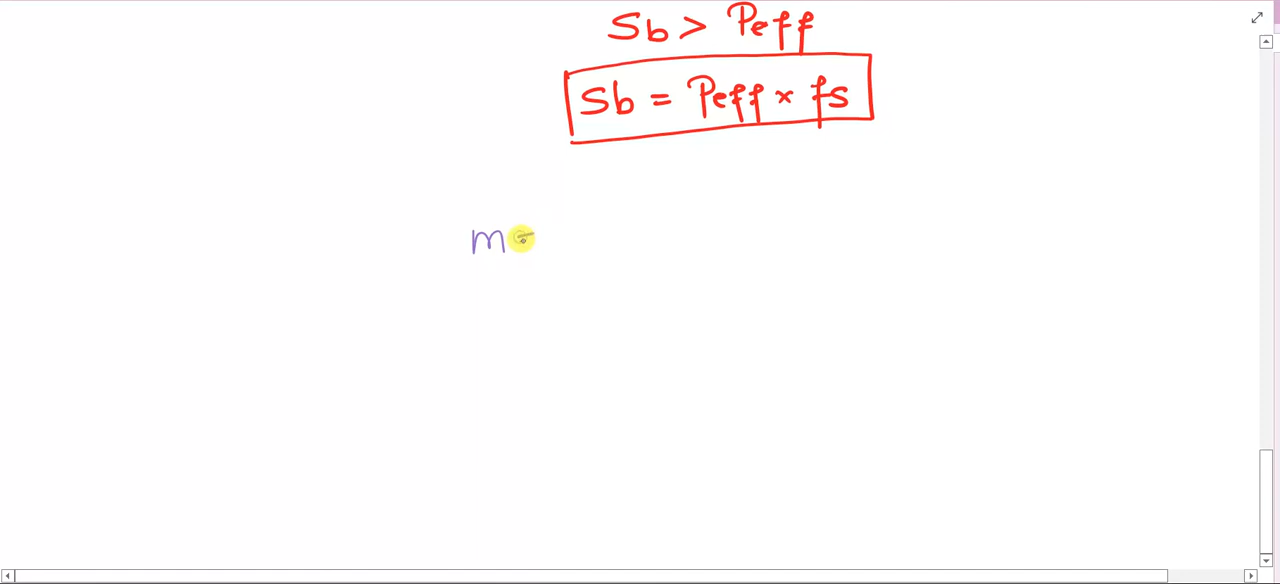 Sb > Peff
Sb = Peff × fs
m =